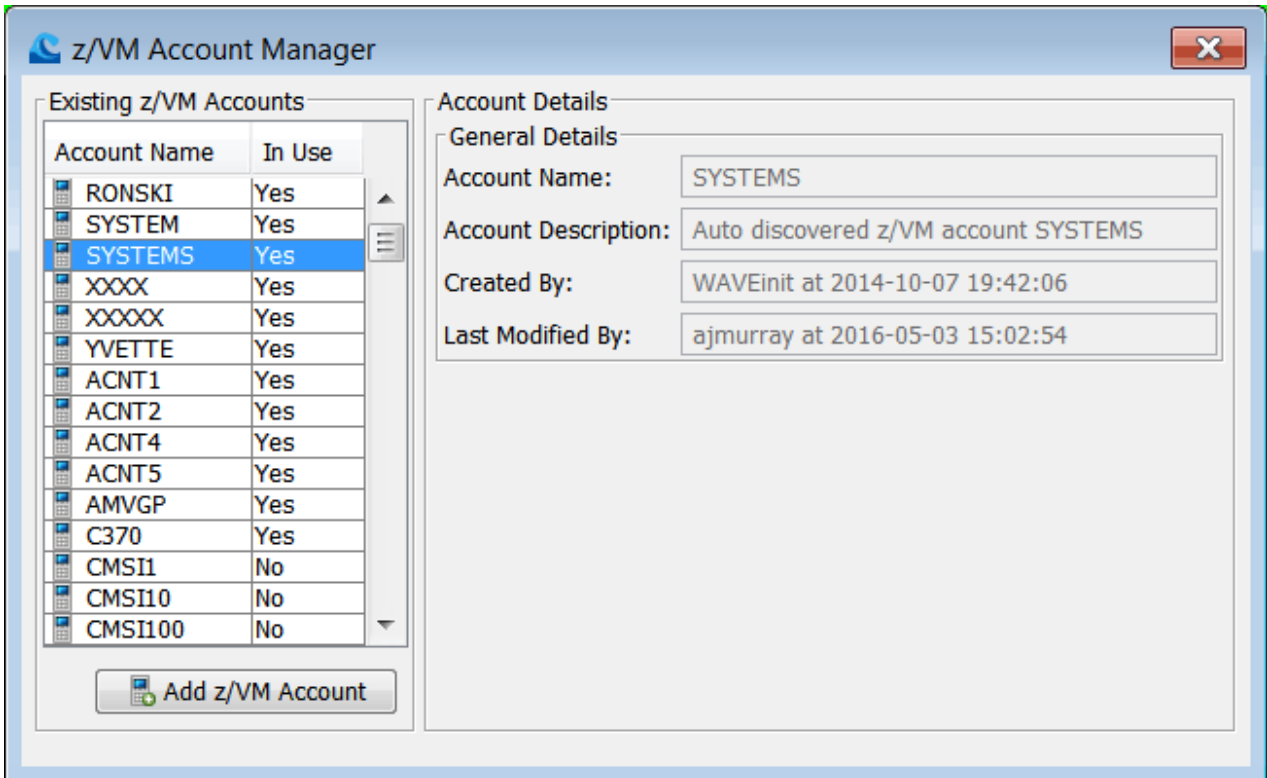 z/VM Account Manager
Existing z/VM Accounts
Account Name In Use
RONSKI Yes
SYSTEM Yes
SYSTEMS Yes
XXXX Yes
XXXXX Yes
YVETTE Yes
ACNT1 Yes
ACNT2 Yes
ACNT4 Yes
ACNT5 Yes
AMVGP Yes
C370 Yes
CMSI1 No
CMSI10 No
CMSI100 No
Add z/VM Account
Account Details
General Details
Account Name: SYSTEMS
Account Description: Auto discovered z/VM account SYSTEMS
Created By: WAVEinit at 2014-10-07 19:42:06
Last Modified By: ajmurray at 2016-05-03 15:02:54